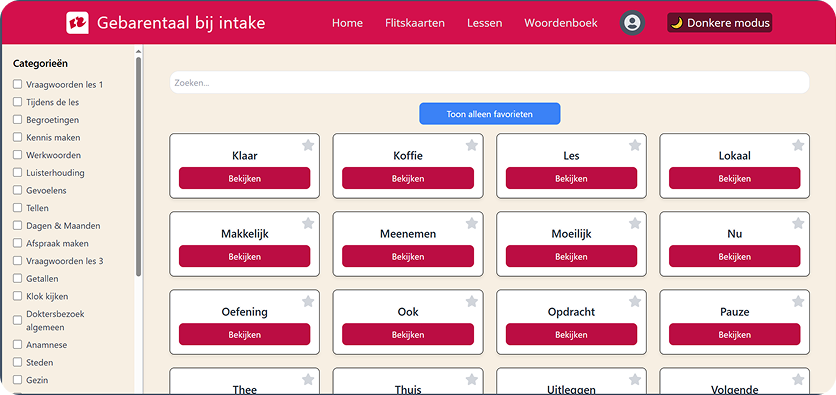 Gebarentaal bij intake
Home Flitskaarten Lessen Woordenboek 🌙 Donkere modus
Categorieën
Vraagwoorden les 1
Tijdens de les
Begroetingen
Kennis maken
Werkwoorden
Luisterhouding
Gevoelens
Tellen
Dagen & Maanden
Afspraak maken
Vraagwoorden les 3
Getallen
Klok kijken
Doktersbezoek
algemeen
Anamnese
Steden
Gezin
Zoeken...
Toon alleen favorieten
Klaar Koffie Les Lokaal
Bekijken Bekijken Bekijken Bekijken
Makkelijk Meenemen Moeilijk Nu
Bekijken Bekijken Bekijken Bekijken
Oefening Ook Opdracht Pauze
Bekijken Bekijken Bekijken Bekijken
Thee Thuis Uitleggen Volgende